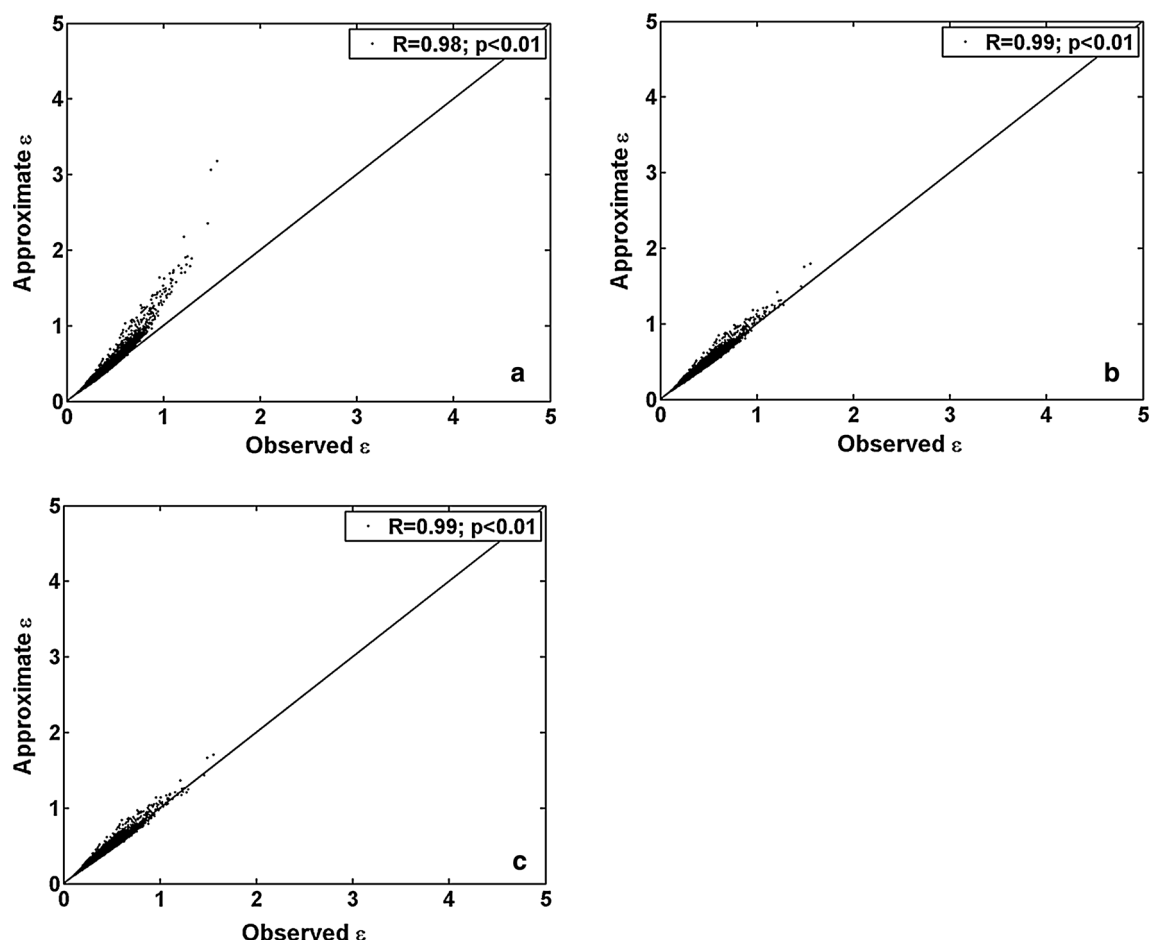 5
R=0.98; p<0.01
4
3
2
1
0
Approximate ε
a
0 1 2 3 4 5
Observed ε
5
R=0.99; p<0.01
4
3
2
1
0
Approximate ε
b
0 1 2 3 4 5
Observed ε
5
R=0.99; p<0.01
4
3
2
1
0
Approximate ε
c
0 1 2 3 4 5
Observed ε